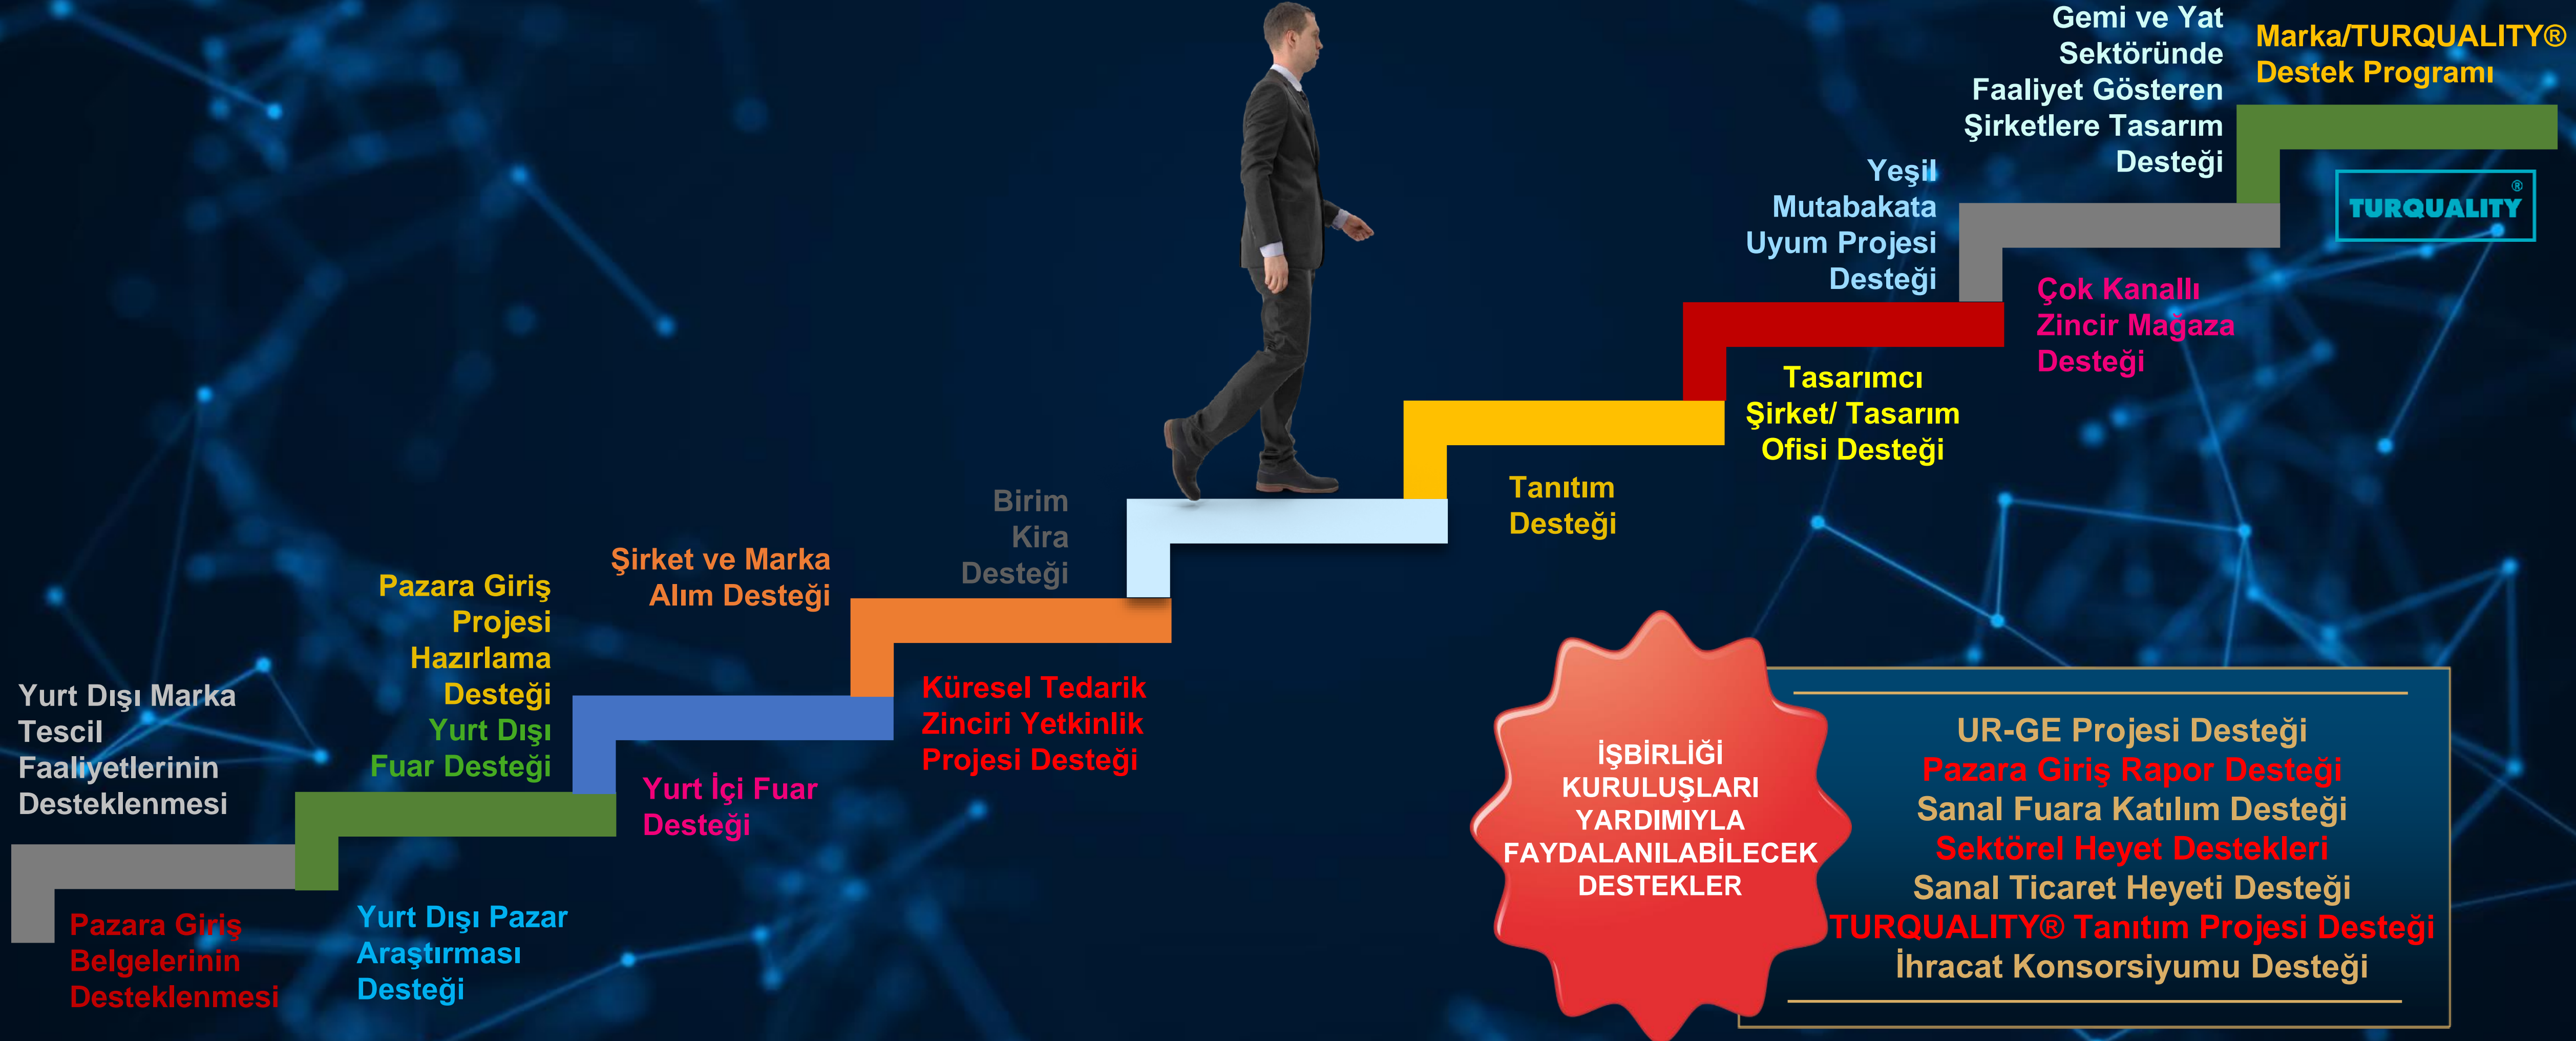 Yurt Dışı Marka
Tescil
Faaliyetlerinin
Desteklenmesi
Pazara Giriş
Belgelerinin
Desteklenmesi
Pazara Giriş
Projesi
Hazırlama
Desteği
Yurt Dışı
Fuar Desteği
Yurt Dışı Pazar
Araştırması
Desteği
Şirket ve Marka
Alım Desteği
Yurt İçi Fuar
Desteği
Birim
Kira
Desteği
Küresel Tedarik
Zinciri Yetkinlik
Projesi Desteği
Tanıtım
Desteği
Yeşil
Mutabakata
Uyum Projesi
Desteği
Tasarımcı
Şirket/ Tasarım
Ofisi Desteği
Gemi ve Yat
Sektöründe
Faaliyet Gösteren
Şirketlere Tasarım
Desteği
Çok Kanallı
Zincir Mağaza
Desteği
Marka/TURQUALITY®
Destek Programı
TURQUALITY®
İŞBİRLİĞİ
KURULUŞLARI
YARDIMIYLA
FAYDALANILABİLECEK
DESTEKLER
UR-GE Projesi Desteği
Pazara Giriş Rapor Desteği
Sanal Fuara Katılım Desteği
Sektörel Heyet Destekleri
Sanal Ticaret Heyeti Desteği
TURQUALITY® Tanıtım Projesi Desteği
İhracat Konsorsiyumu Desteği